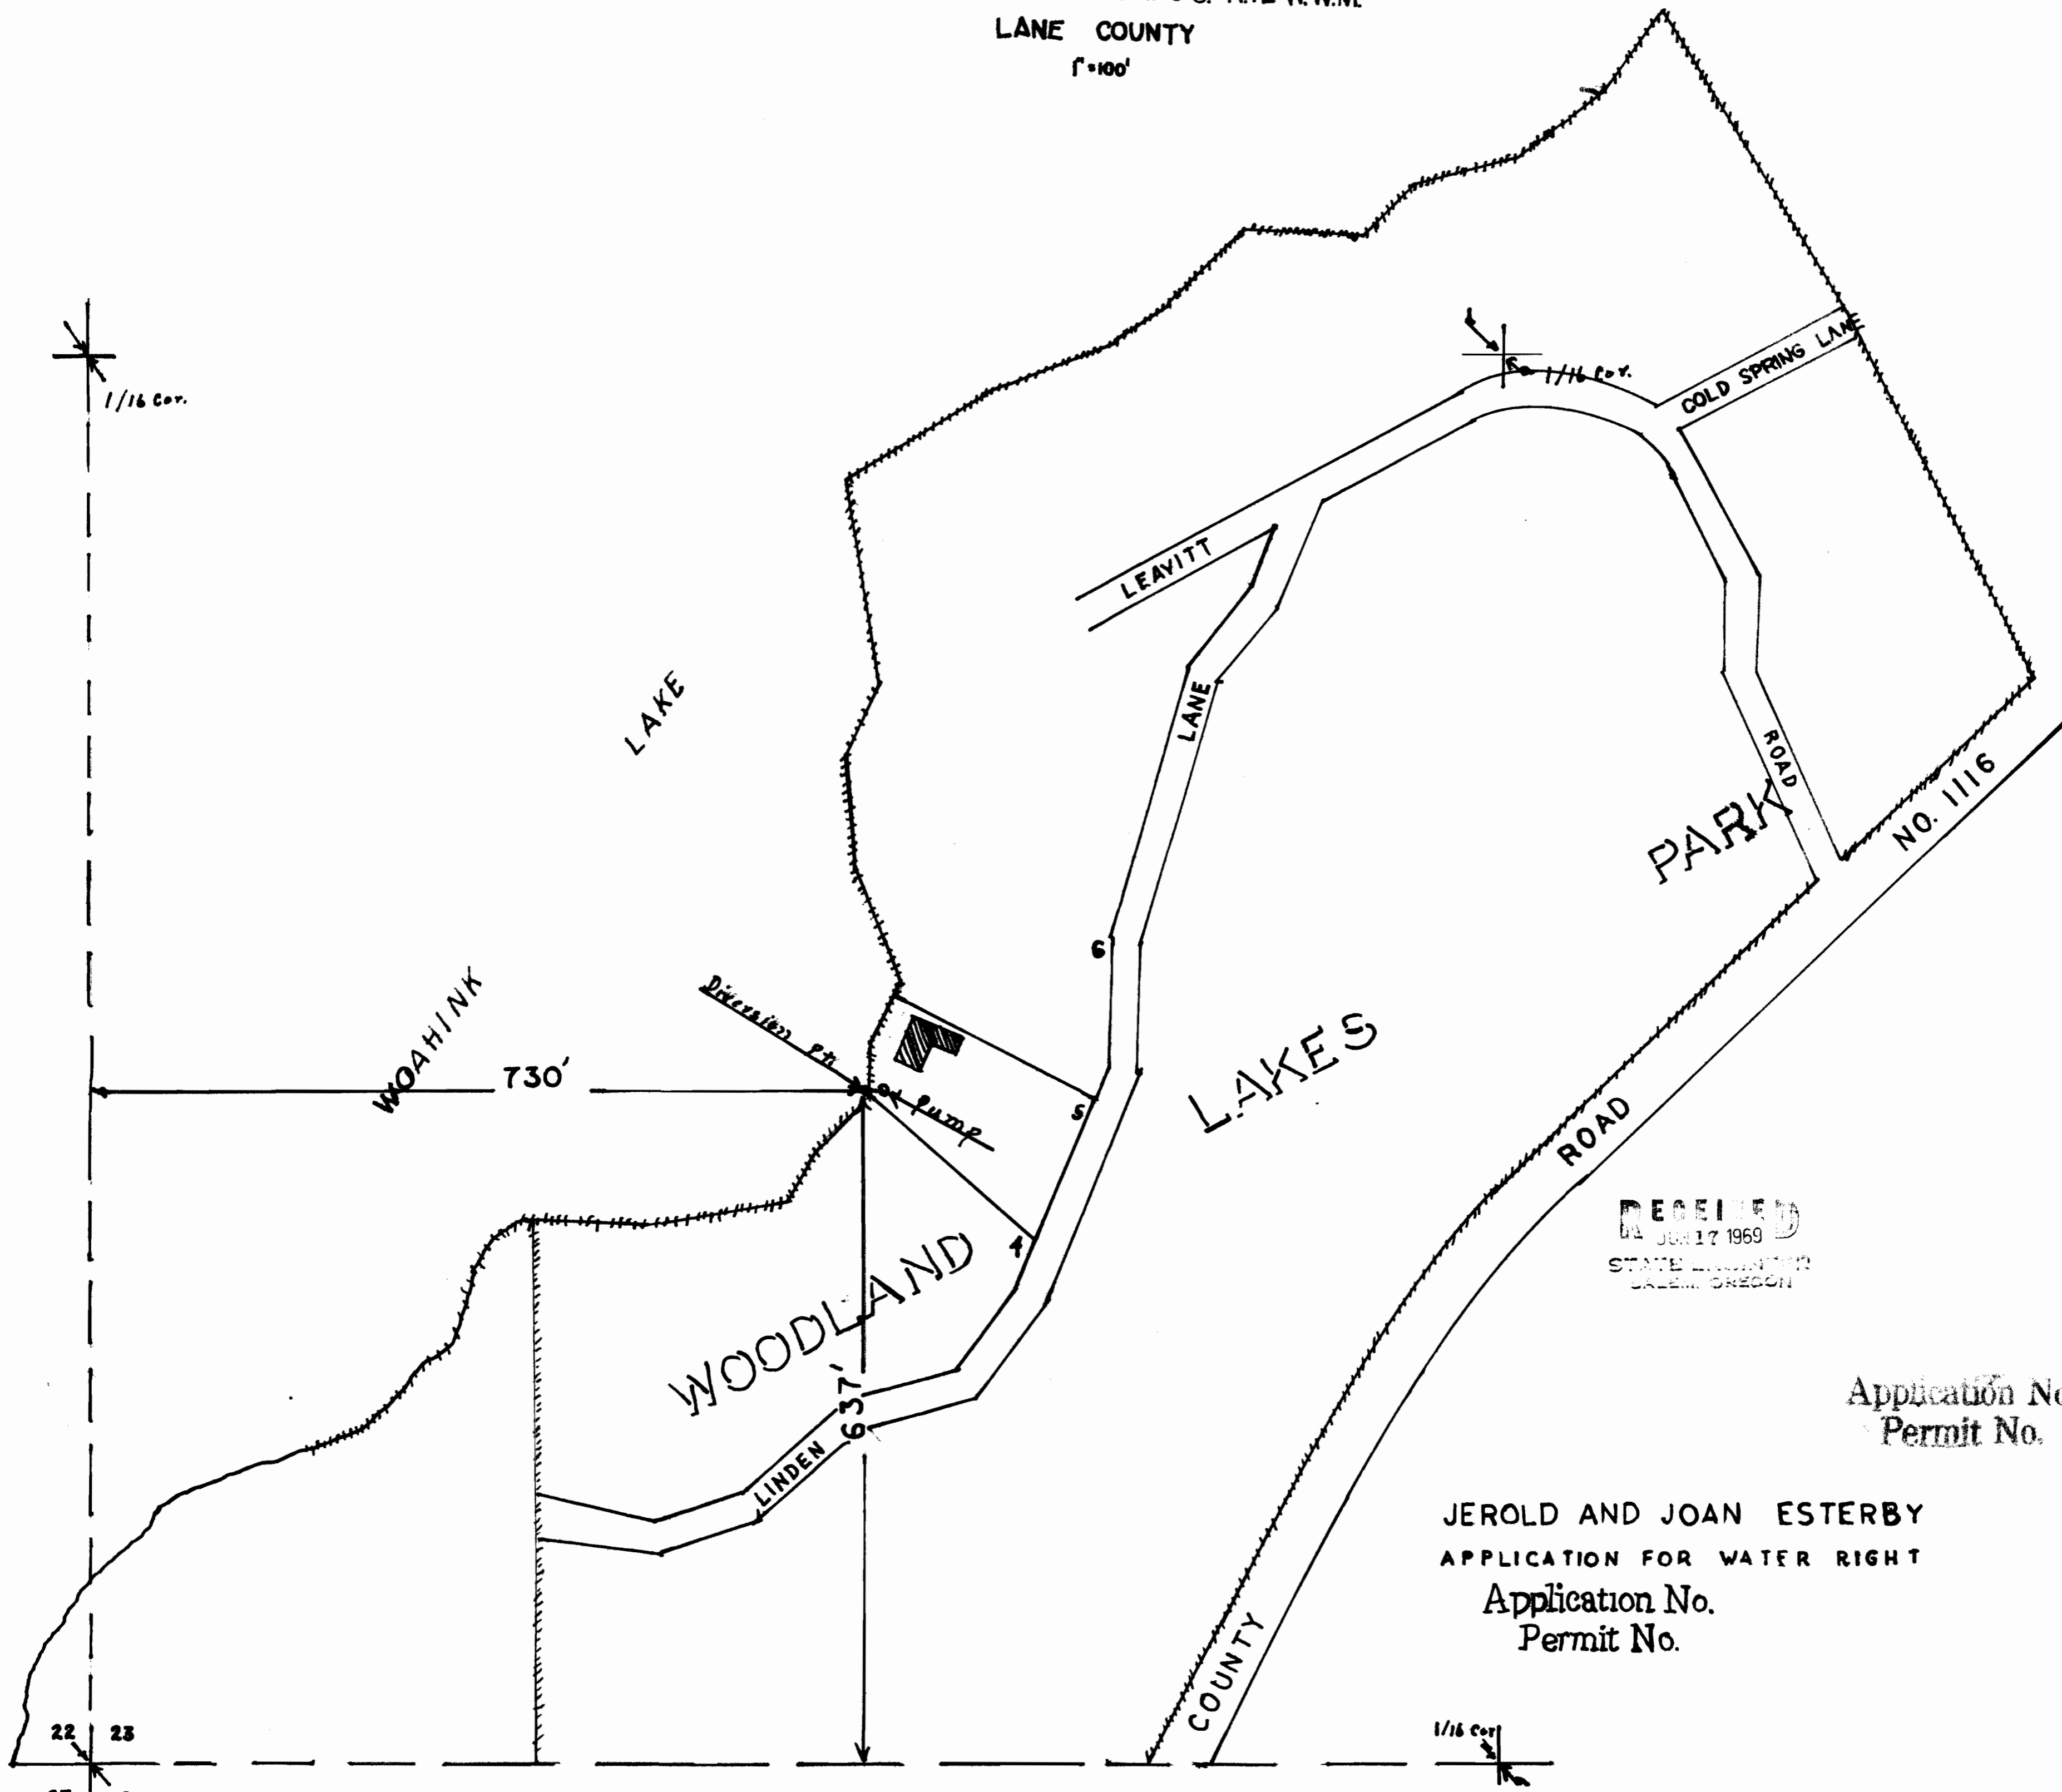 LANE COUNTY
1"=100'
1/16 Cor.
1/16 Cor.
COLD SPRING LANE
LEAVITT
LAKE
LANE
ROAD
NO. 1116
PARK
6
WOAHINK
Diversion Pt.
730'
Pump
5
LAKES
ROAD
RECEIVED
JUN 17 1969
STATE ENGINEER
SALEM, OREGON
4
WOODLAND
637'
LINDEN
Application No
Permit No.
JEROLD AND JOAN ESTERBY
APPLICATION FOR WATER RIGHT
Application No.
Permit No.
COUNTY
22 23
1/16 Cor